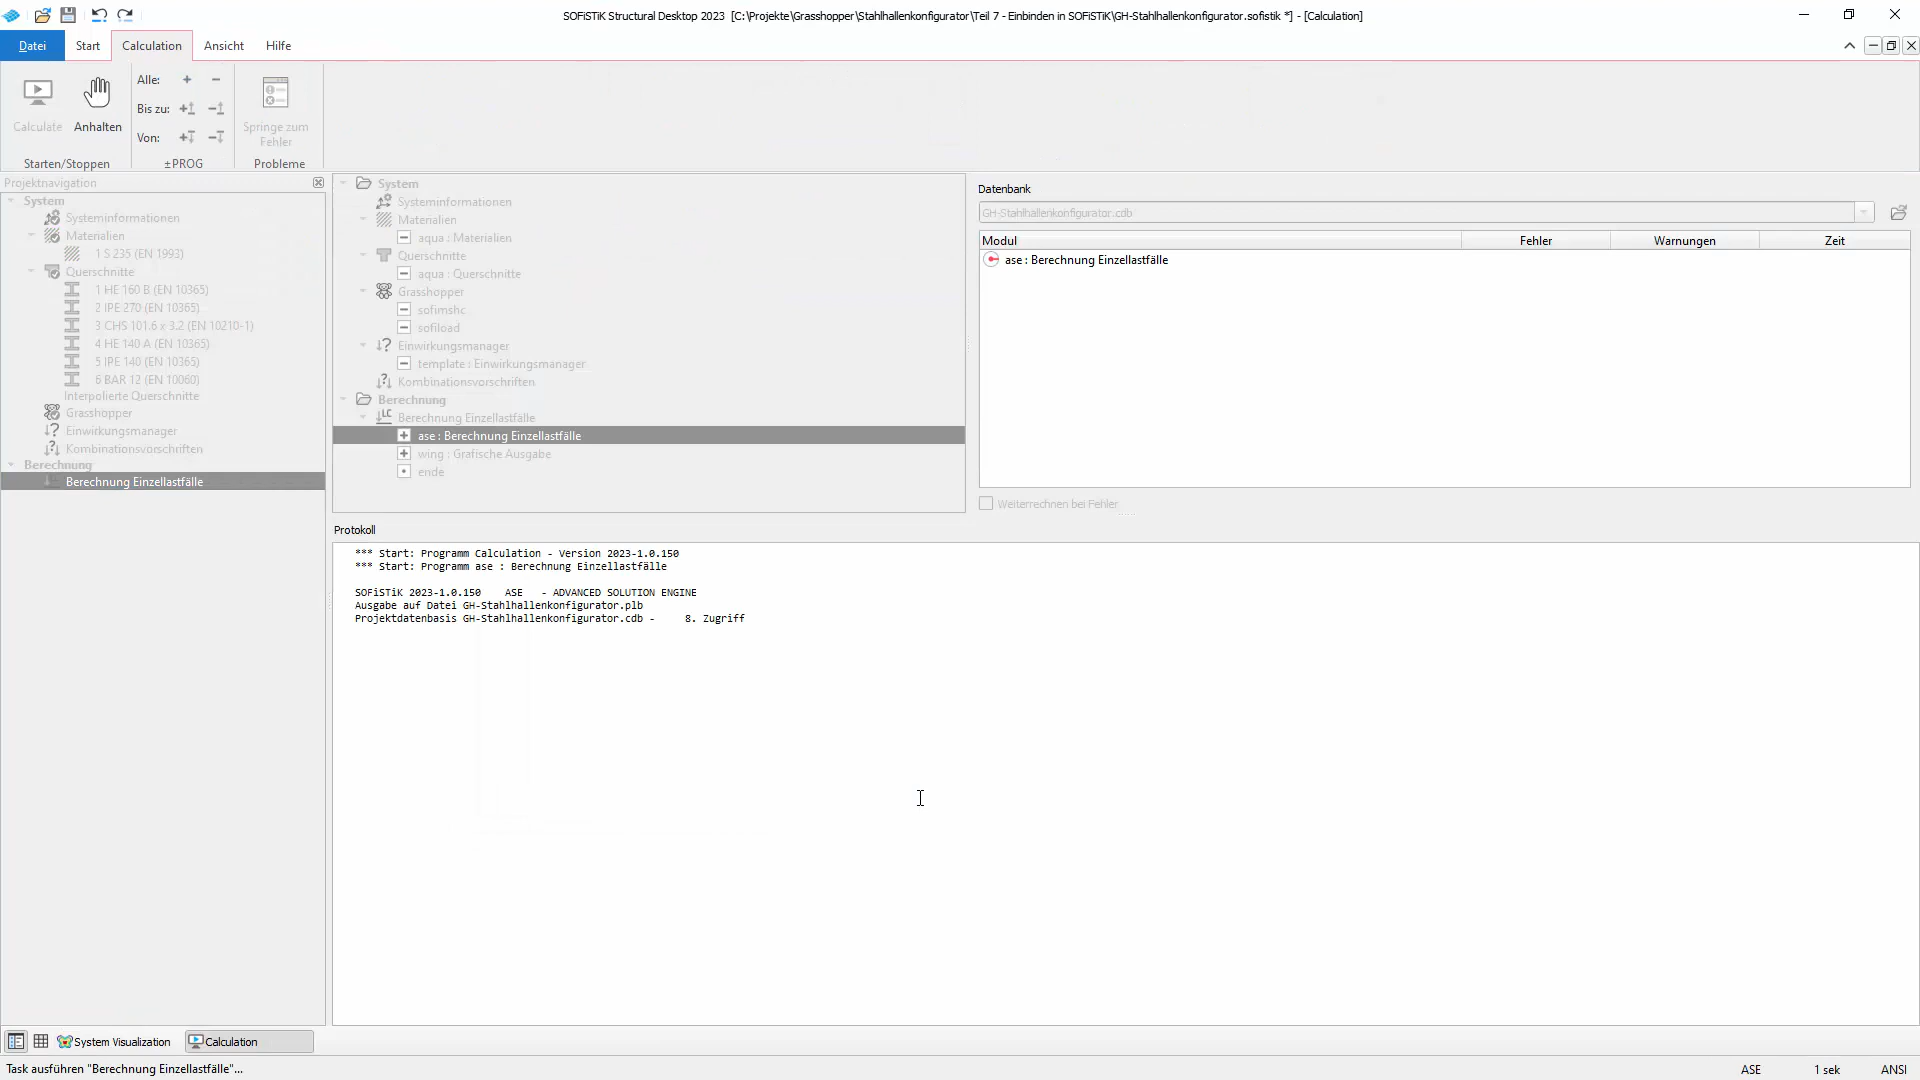 SOFiSTiK Structural Desktop 2023 [C:\Projekte\Grasshopper\Stahlhallenkonfigurator\Teil 7 - Einbinden in SOFiSTiK\GH-Stahlhallenkonfigurator.sofistik *] - [Calculation]
Datei Start Calculation Ansicht Hilfe
Calculate
Anhalten
Starten/Stoppen
Alle:
Bis zu:
Von:
±PROG
Springe zum
Fehler
Probleme
Projektnavigation
System
Systeminformationen
Materialien
1 S 235 (EN 1993)
Querschnitte
1 HE 160 B (EN 10365)
2 IPE 270 (EN 10365)
3 CHS 101.6 x 3.2 (EN 10210-1)
4 HE 140 A (EN 10365)
5 IPE 140 (EN 10365)
6 BAR 12 (EN 10060)
Interpolierte Querschnitte
Grasshopper
Einwirkungsmanager
Kombinationsvorschriften
Berechnung
Berechnung Einzellastfälle
System
Systeminformationen
Materialien
aqua : Materialien
Querschnitte
aqua : Querschnitte
Grasshopper
sofimshc
sofiload
Einwirkungsmanager
template : Einwirkungsmanager
Kombinationsvorschriften
Berechnung
Berechnung Einzellastfälle
ase : Berechnung Einzellastfälle
wing : Grafische Ausgabe
ende
Datenbank
GH-Stahlhallenkonfigurator.cdb
Modul Fehler Warnungen Zeit
ase : Berechnung Einzellastfälle
Weiterrechnen bei Fehler
Protokoll
*** Start: Programm Calculation - Version 2023-1.0.150
*** Start: Programm ase : Berechnung Einzellastfälle
SOFiSTiK 2023-1.0.150 ASE - ADVANCED SOLUTION ENGINE
Ausgabe auf Datei GH-Stahlhallenkonfigurator.plb
Projektdatenbasis GH-Stahlhallenkonfigurator.cdb - 8. Zugriff
System Visualization Calculation
Task ausführen "Berechnung Einzellastfälle"... ASE 1 sek ANSI